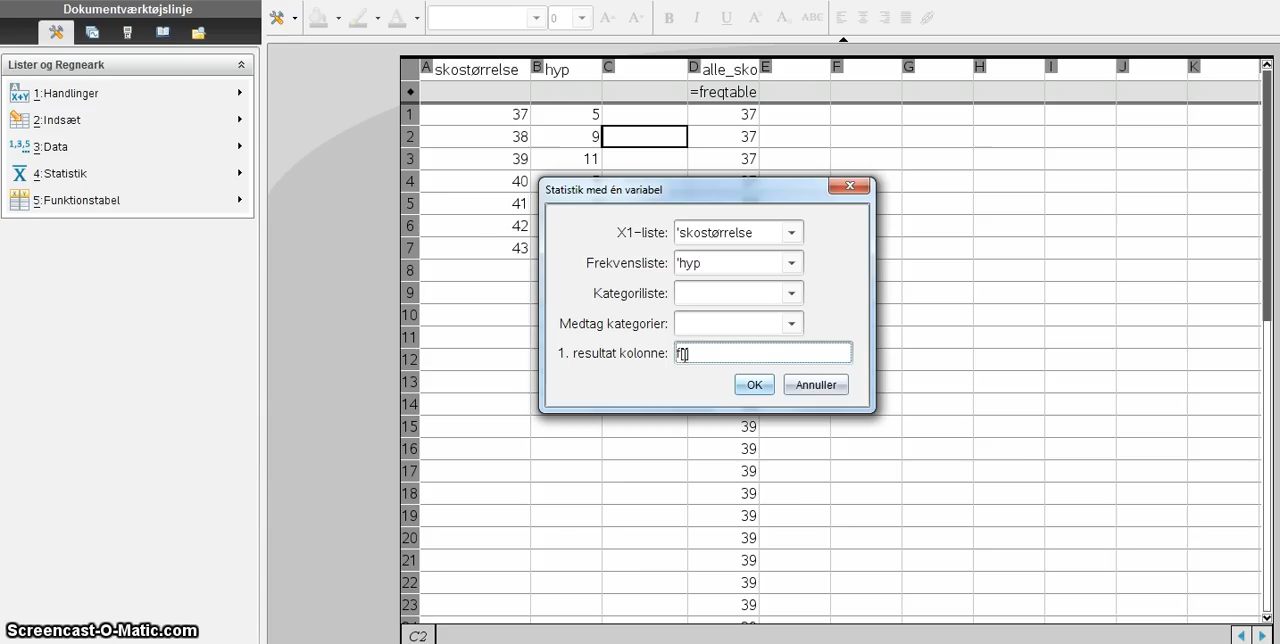 Dokumentværktøjslinje
0
B I U A A ABC
Lister og Regneark
1:Handlinger
2:Indsæt
3:Data
4:Statistik
5:Funktionstabel
A skostørrelse B hyp C D alle_sko E F G H I J K
=freqtable
1 37 5 37
2 38 9 37
3 39 11 37
4 40
5 41
6 42
7 43
8
9
10
11
12
13
14
15 39
16 39
17 39
18 39
19 39
20 39
21 39
22 39
23 39
Statistik med én variabel
X1-liste: 'skostørrelse
Frekvensliste: 'hyp
Kategoriliste:
Medtag kategorier:
1. resultat kolonne: f[]
OK Annuller
C2
Screencast-O-Matic.com